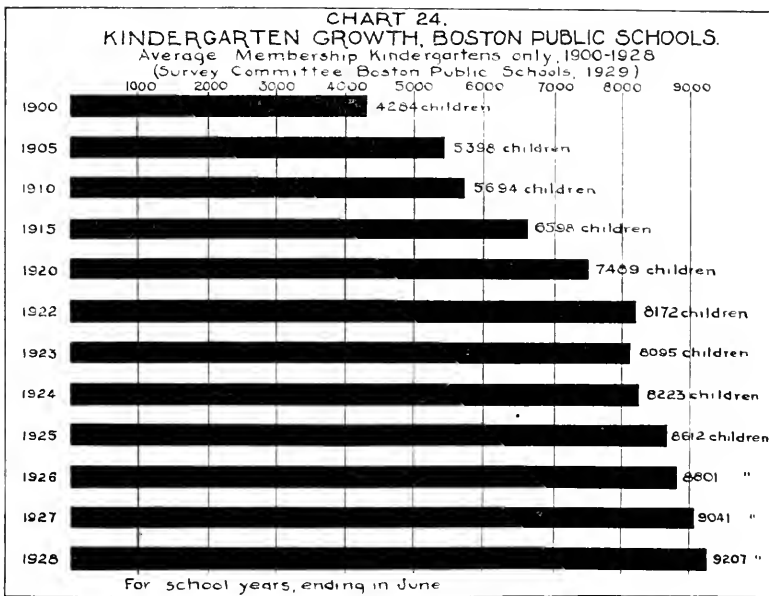 CHART 24.
KINDERGARTEN GROWTH, BOSTON PUBLIC SCHOOLS.
Average Membership Kindergartens only, 1900-1928
(Survey Committee Boston Public Schools, 1929)
1000 2000 3000 4000 5000 6000 7000 8000 9000
1900 4284 children
1905 5398 children
1910 5694 children
1915 6598 children
1920 7489 children
1922 8172 children
1923 8095 children
1924 8223 children
1925 8612 children
1926 8801 "
1927 9041 "
1928 9207 "
For school years, ending in June